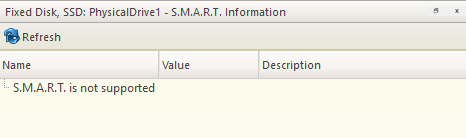 Fixed Disk, SSD: PhysicalDrive1 - S.M.A.R.T. Information
Refresh
Name Value Description
S.M.A.R.T. is not supported